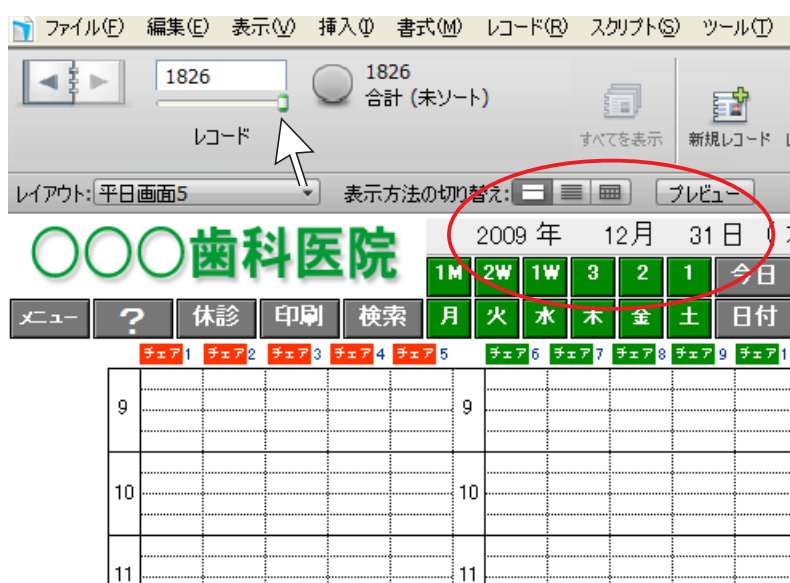 ファイル(F) 編集(E) 表示(V) 挿入(I) 書式(M) レコード(R) スクリプト(S) ツール(T)
1826
1826
合計 (未ソート)
レコード
すべてを表示
新規レコード
レイアウト: 平日画面5
表示方法の切り替え:
プレビュー
〇〇〇歯科医院
2009 年 12月 31 日 (
1M 2W 1W 3 2 1 今日
メニュー ? 休診 印刷 検索 月 火 水 木 金 土 日付
チェア1 チェア2 チェア3 チェア4 チェア5 チェア6 チェア7 チェア8 チェア9 チェア1
9 9
10 10
11 11